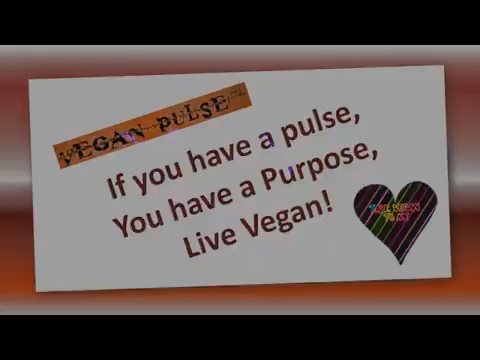 VEGAN PULSE
If you have a pulse,
You have a Purpose,
Live Vegan!